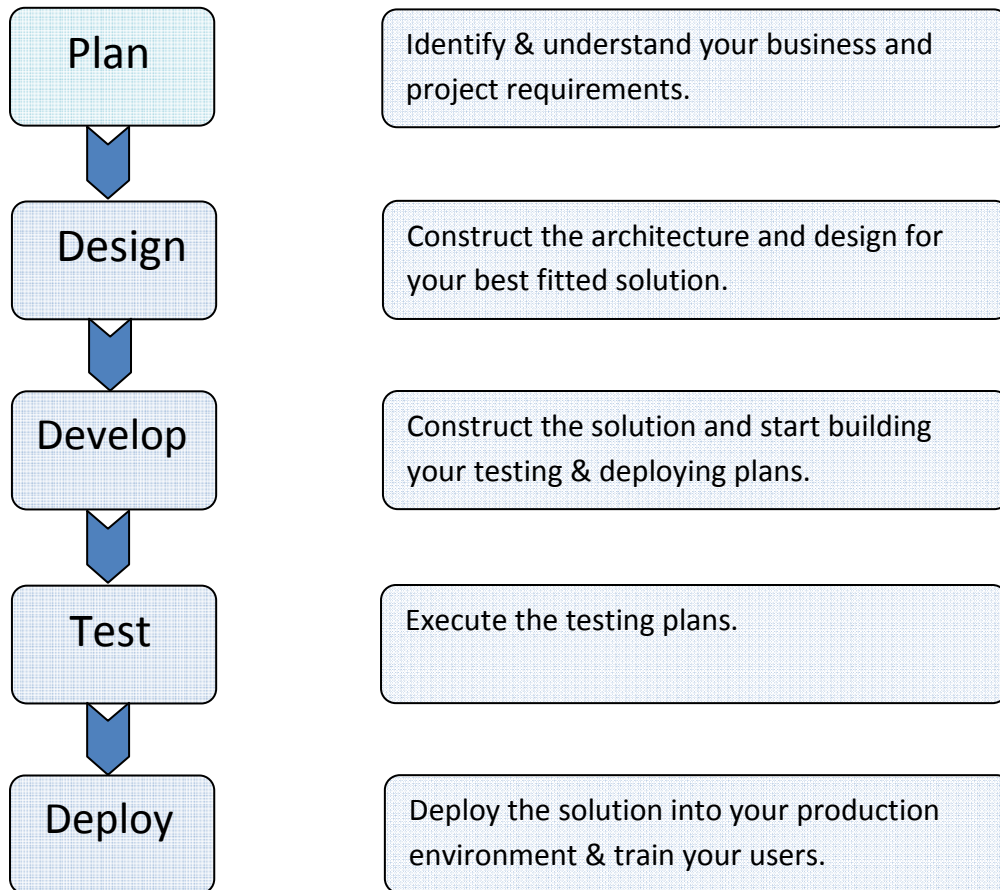 Plan
Identify & understand your business and
project requirements.
Design
Construct the architecture and design for
your best fitted solution.
Develop
Construct the solution and start building
your testing & deploying plans.
Test
Execute the testing plans.
Deploy
Deploy the solution into your production
environment & train your users.